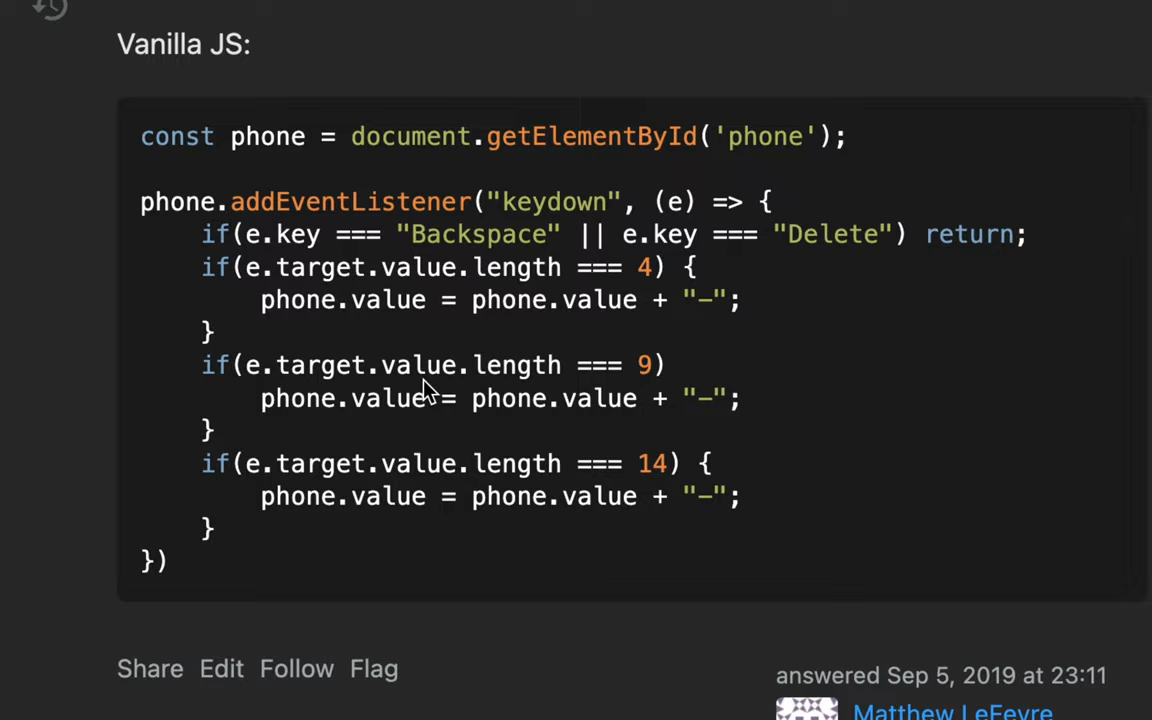 Vanilla JS:
const phone = document.getElementById('phone');
phone.addEventListener("keydown", (e) => {
    if(e.key === "Backspace" || e.key === "Delete") return;
    if(e.target.value.length === 4) {
        phone.value = phone.value + "-";
    }
    if(e.target.value.length === 9)
        phone.value = phone.value + "-";
    }
    if(e.target.value.length === 14) {
        phone.value = phone.value + "-";
    }
})
Share Edit Follow Flag
answered Sep 5, 2019 at 23:11
Matthew LeFevre